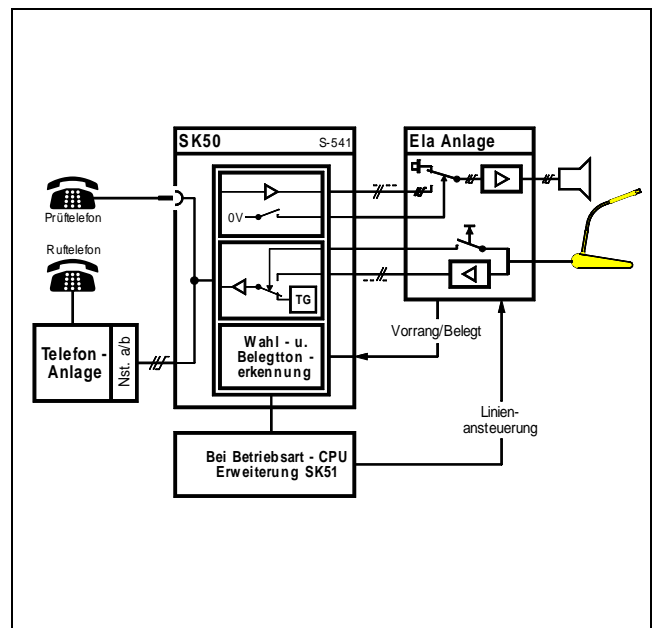 SK50
S-541
Ela Anlage
Prüftelefon
0V
Ruftelefon
TG
Telefon -
Anlage
Nst. a/b
Wahl - u.
Belegtton -
erkennung
Vorrang/Belegt
Linien-
ansteuerung
Bei Betriebsart - CPU
Erweiterung SK51